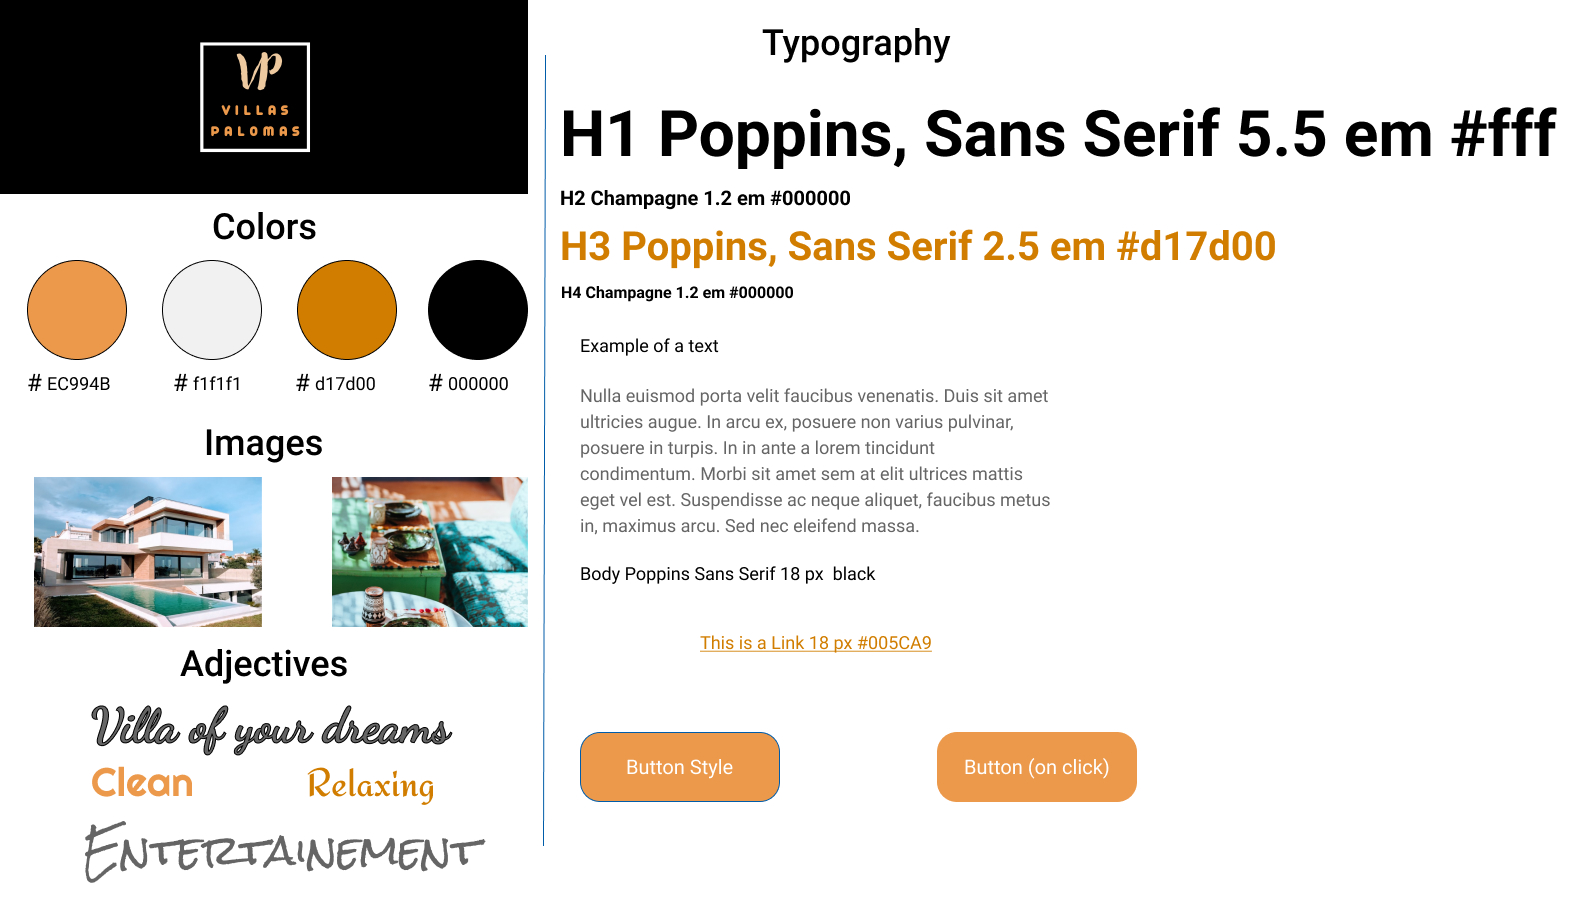 VP
VILLAS
PALOMAS
Colors
# EC994B
# f1f1f1
# d17d00
# 000000
Images
Adjectives
Villa of your dreams
Clean
Relaxing
Entertainement
Typography
H1 Poppins, Sans Serif 5.5 em #fff
H2 Champagne 1.2 em #000000
H3 Poppins, Sans Serif 2.5 em #d17d00
H4 Champagne 1.2 em #000000
Example of a text
Nulla euismod porta velit faucibus venenatis. Duis sit amet
ultricies augue. In arcu ex, posuere non varius pulvinar,
posuere in turpis. In in ante a lorem tincidunt
condimentum. Morbi sit amet sem at elit ultrices mattis
eget vel est. Suspendisse ac neque aliquet, faucibus metus
in, maximus arcu. Sed nec eleifend massa.
Body Poppins Sans Serif 18 px  black
This is a Link 18 px #005CA9
Button Style
Button (on click)